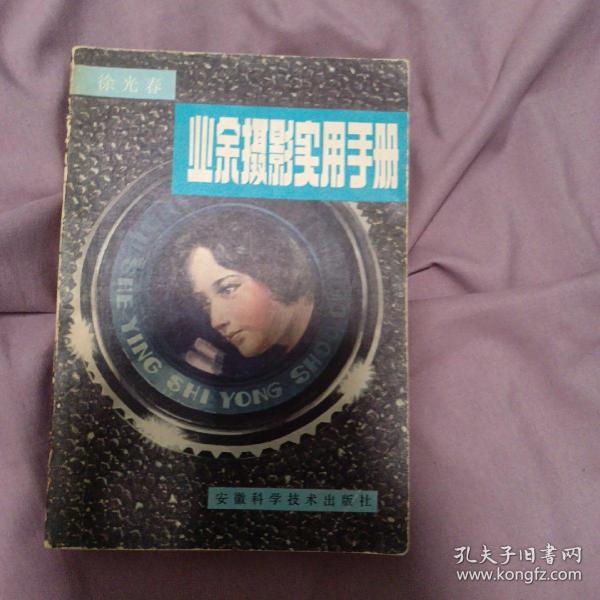 徐光春
业余摄影实用手册
SHE YING SHI YONG SHOU
安徽科学技术出版社
孔夫子旧书网
www.kongfz.com